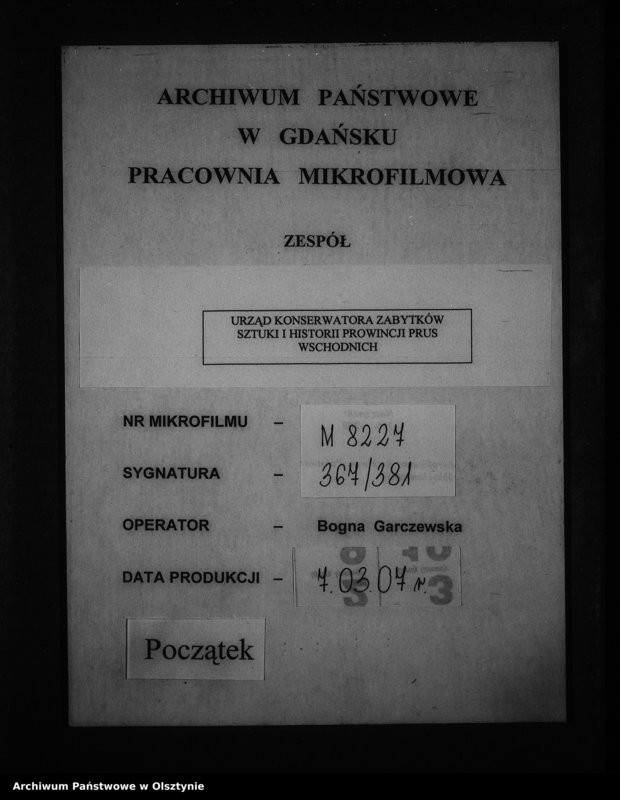 ARCHIWUM PAŃSTWOWE
W GDAŃSKU
PRACOWNIA MIKROFILMOWA
ZESPÓŁ
URZĄD KONSERWATORA ZABYTKÓW
SZTUKI I HISTORII PROWINCJI PRUS
WSCHODNICH
NR MIKROFILMU – M 8227
SYGNATURA – 367/381
OPERATOR – Bogna Garczewska
DATA PRODUKCJI – 7.03.07 r.
Początek
Archiwum Państwowe w Olsztynie